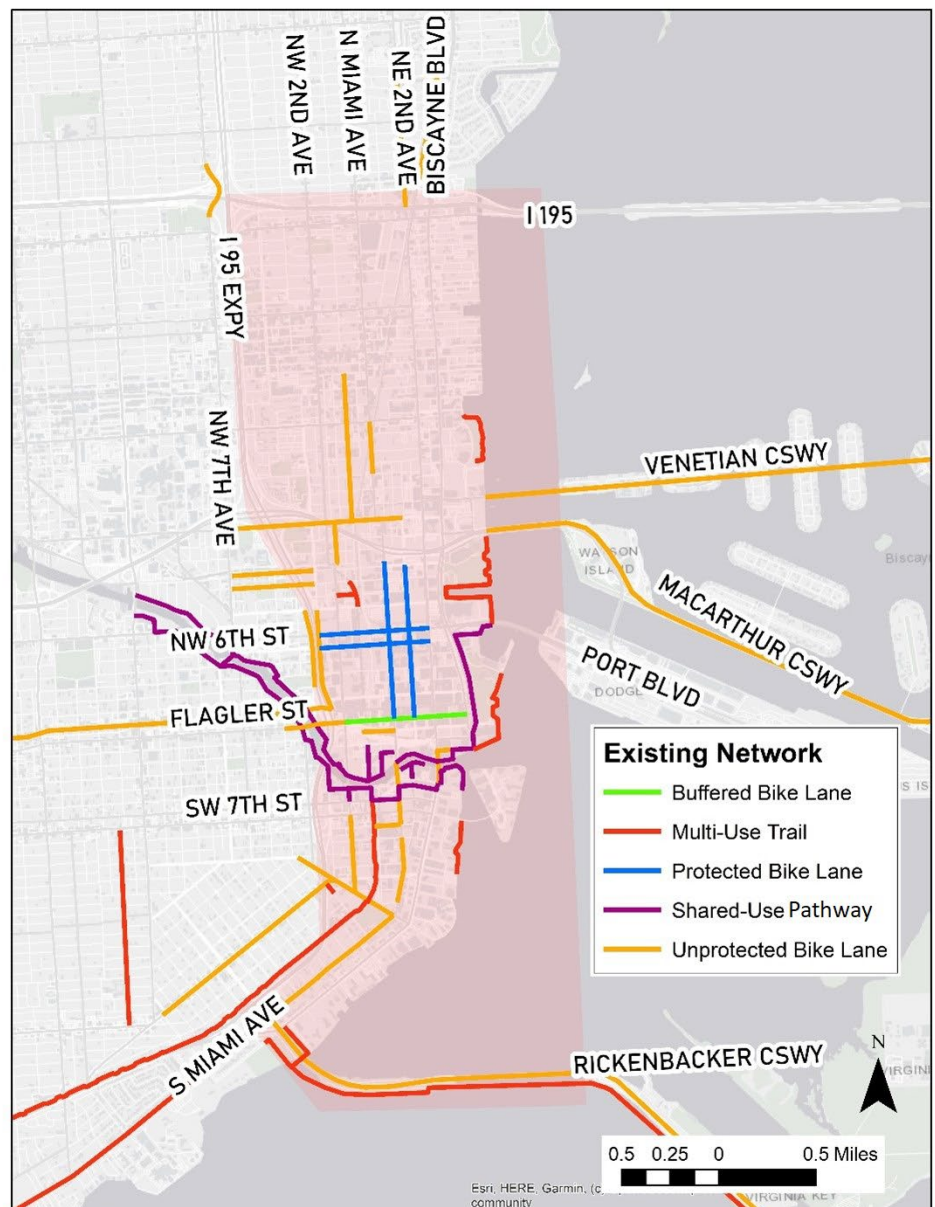 NW 2ND AVE
N MIAMI AVE
NE 2ND AVE
BISCAYNE BLVD
I 195
I 95 EXPY
NW 7TH AVE
VENETIAN CSWY
WATSON
ISLAND
Biscay
MACARTHUR CSWY
NW 6TH ST
PORT BLVD
DODGE
FLAGLER ST
SW 7TH ST
Existing Network
Buffered Bike Lane
Multi-Use Trail
Protected Bike Lane
Shared-Use Pathway
Unprotected Bike Lane
S MIAMI AVE
RICKENBACKER CSWY
N
VIRGINI
0.5 0.25 0 0.5 Miles
Esri, HERE, Garmin, (c)
community
VIRGINIA KEY